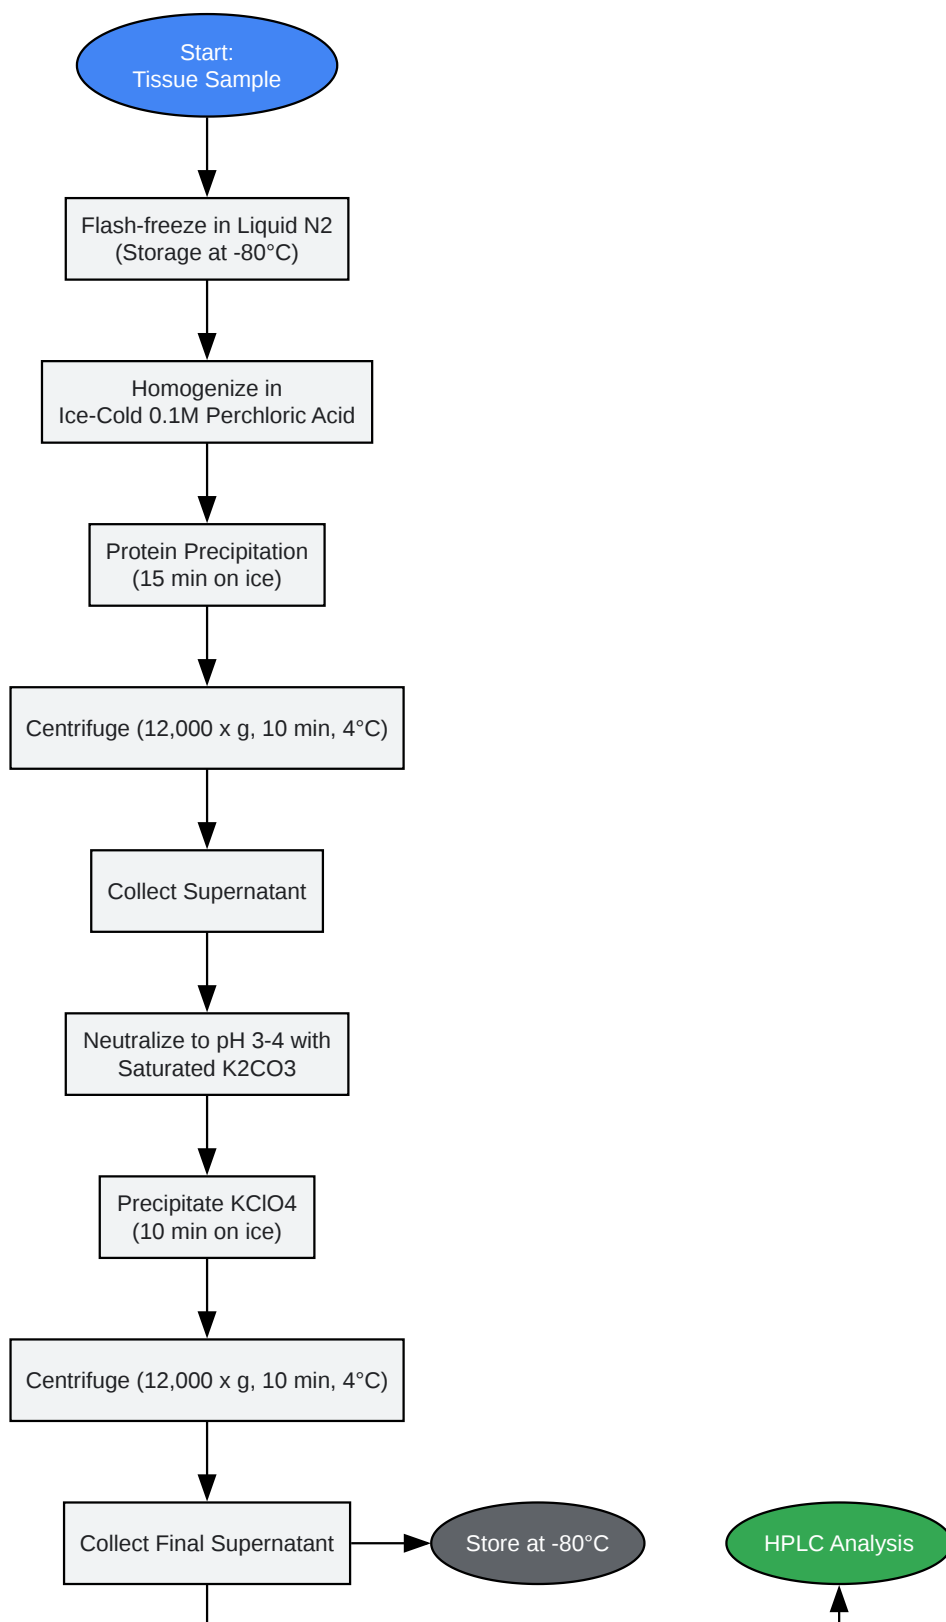 Start:
Tissue Sample
Flash-freeze in Liquid N2
(Storage at -80°C)
Homogenize in
Ice-Cold 0.1M Perchloric Acid
Protein Precipitation
(15 min on ice)
Centrifuge (12,000 x g, 10 min, 4°C)
Collect Supernatant
Neutralize to pH 3-4 with
Saturated K2CO3
Precipitate KClO4
(10 min on ice)
Centrifuge (12,000 x g, 10 min, 4°C)
Collect Final Supernatant
Store at -80°C
HPLC Analysis